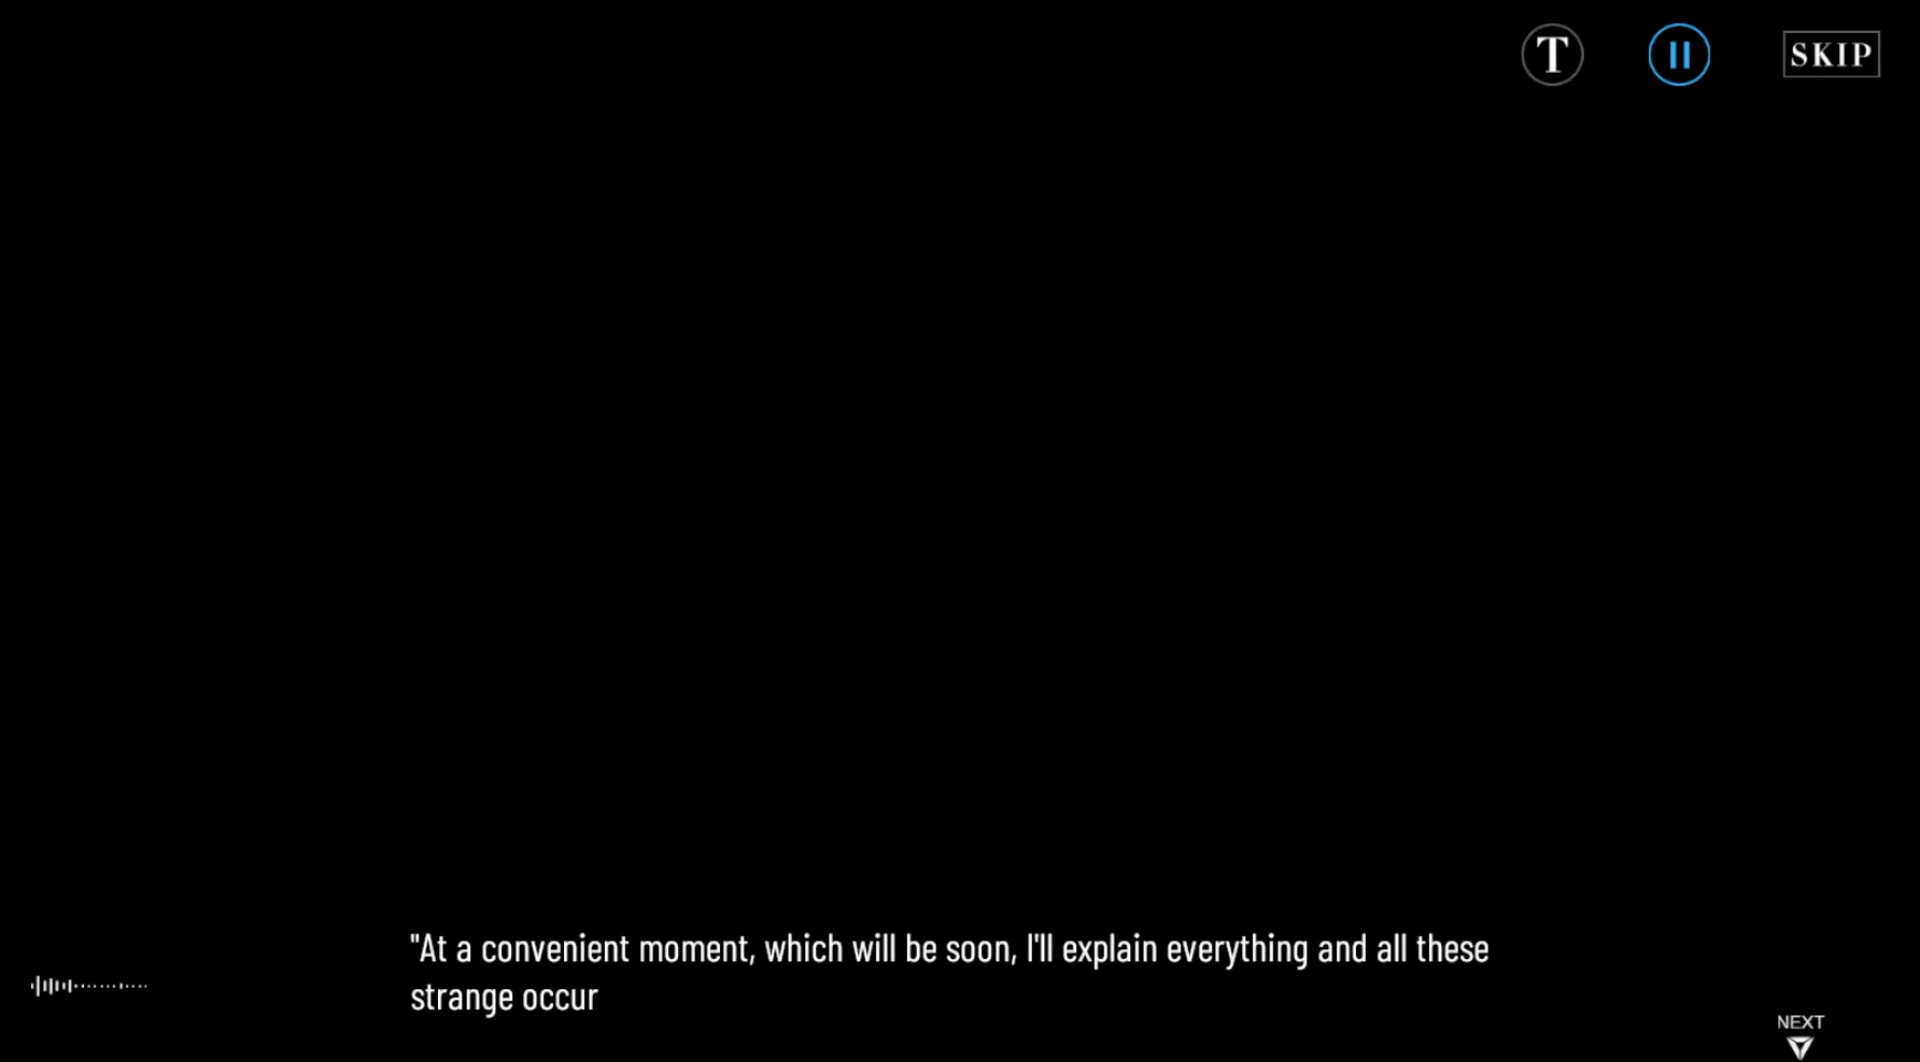 T
SKIP
"At a convenient moment, which will be soon, I'll explain everything and all these
strange occur
NEXT